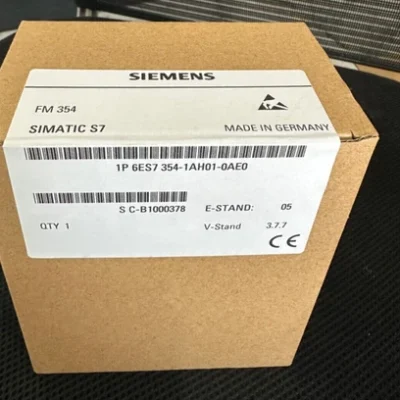 SIEMENS
FM 354
SIMATIC S7
MADE IN GERMANY
1P 6ES7 354-1AH01-0AE0
S C-B1000378 E-STAND: 05
QTY 1 V-Stand 3.7.7
CE